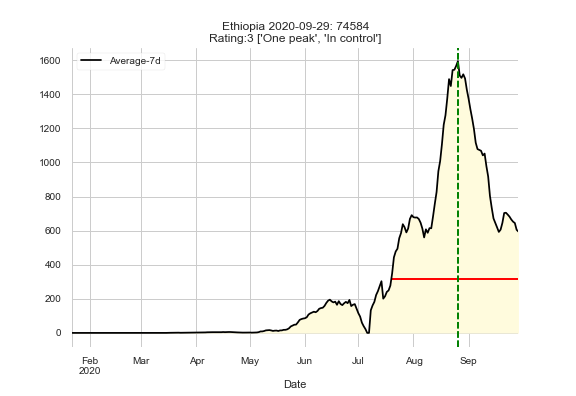 Ethiopia 2020-09-29: 74584
Rating:3 ['One peak', 'In control']
Average-7d
1600
1400
1200
1000
800
600
400
200
0
Feb Mar Apr May Jun Jul Aug Sep
2020
Date